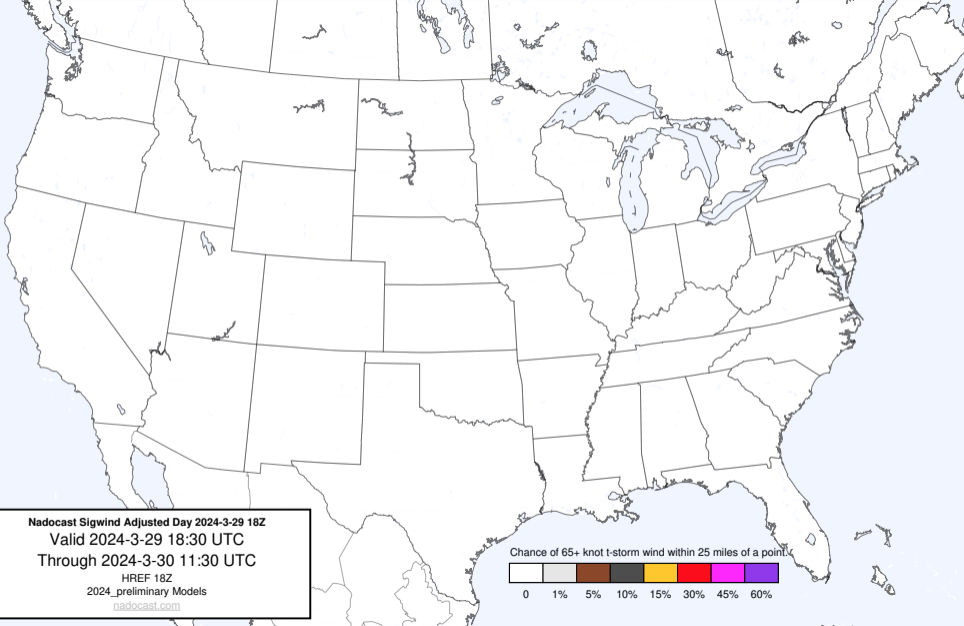 Nadocast Sigwind Adjusted Day 2024-3-29 18Z
Valid 2024-3-29 18:30 UTC
Through 2024-3-30 11:30 UTC
HREF 18Z
2024_preliminary Models
nadocast.com
Chance of 65+ knot t-storm wind within 25 miles of a point.
0 1% 5% 10% 15% 30% 45% 60%